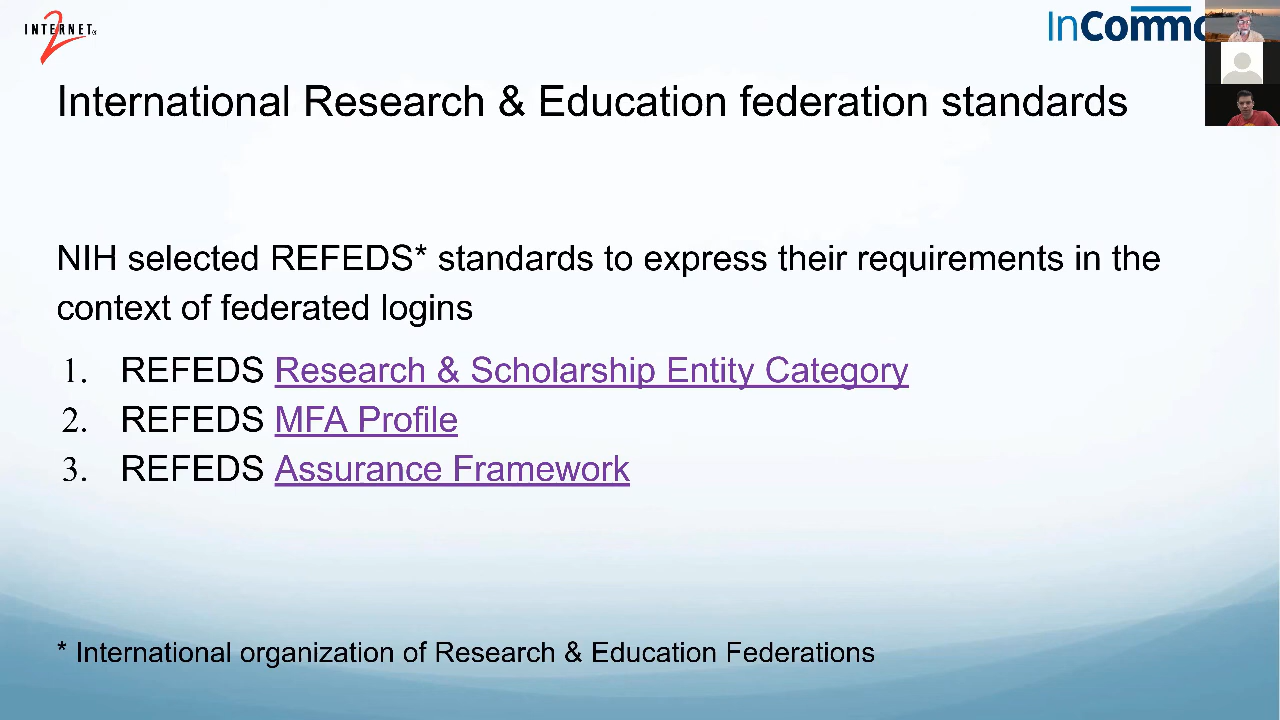 INTERNET
2
InCommo
International Research & Education federation standards
NIH selected REFEDS* standards to express their requirements in the
context of federated logins
1. REFEDS Research & Scholarship Entity Category
2. REFEDS MFA Profile
3. REFEDS Assurance Framework
* International organization of Research & Education Federations